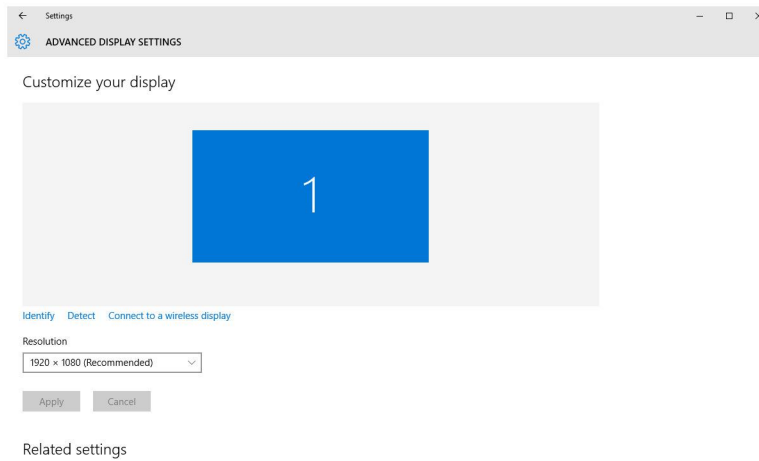 Settings
ADVANCED DISPLAY SETTINGS
Customize your display
1
Identify Detect Connect to a wireless display
Resolution
1920 × 1080 (Recommended)
Apply Cancel
Related settings